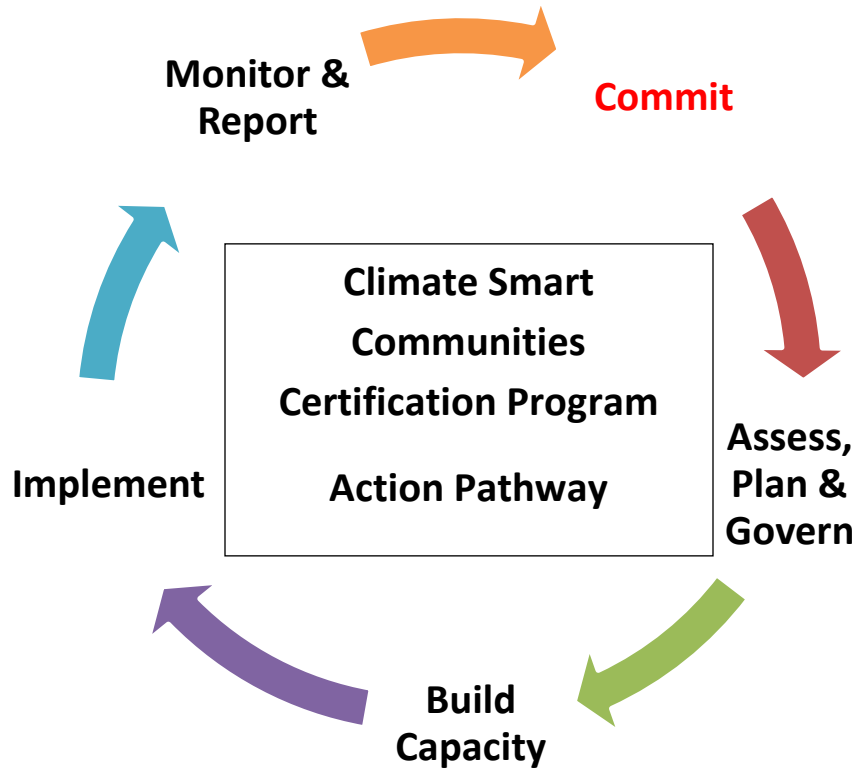 Monitor &
Report
Commit
Climate Smart
Communities
Certification Program
Action Pathway
Assess,
Plan &
Govern
Implement
Build
Capacity